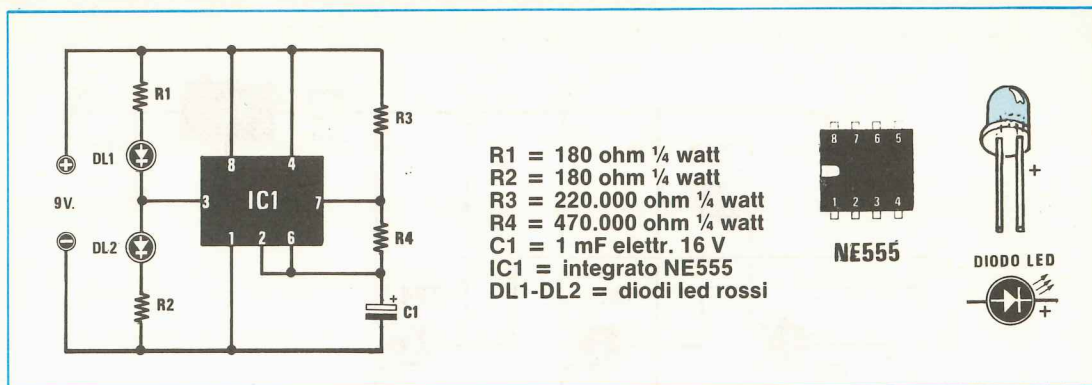 R1
DL1
9V.
DL2
R2
8
4
3
IC1
7
1
2
6
R3
R4
+
C1
R1 = 180 ohm ¼ watt
R2 = 180 ohm ¼ watt
R3 = 220.000 ohm ¼ watt
R4 = 470.000 ohm ¼ watt
C1 = 1 mF elettr. 16 V
IC1 = integrato NE555
DL1-DL2 = diodi led rossi
8 7 6 5
1 2 3 4
NE555
+
DIODO LED
+